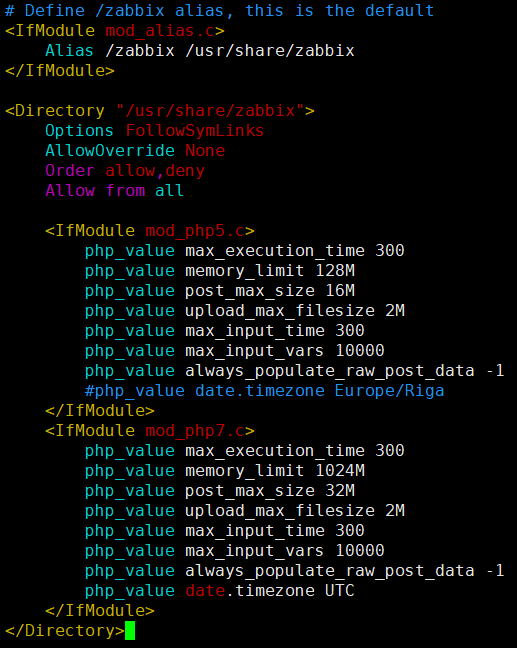 # Define /zabbix alias, this is the default
<IfModule mod_alias.c>
    Alias /zabbix /usr/share/zabbix
</IfModule>

<Directory "/usr/share/zabbix">
    Options FollowSymLinks
    AllowOverride None
    Order allow,deny
    Allow from all

    <IfModule mod_php5.c>
        php_value max_execution_time 300
        php_value memory_limit 128M
        php_value post_max_size 16M
        php_value upload_max_filesize 2M
        php_value max_input_time 300
        php_value max_input_vars 10000
        php_value always_populate_raw_post_data -1
        #php_value date.timezone Europe/Riga
    </IfModule>
    <IfModule mod_php7.c>
        php_value max_execution_time 300
        php_value memory_limit 1024M
        php_value post_max_size 32M
        php_value upload_max_filesize 2M
        php_value max_input_time 300
        php_value max_input_vars 10000
        php_value always_populate_raw_post_data -1
        php_value date.timezone UTC
    </IfModule>
</Directory>